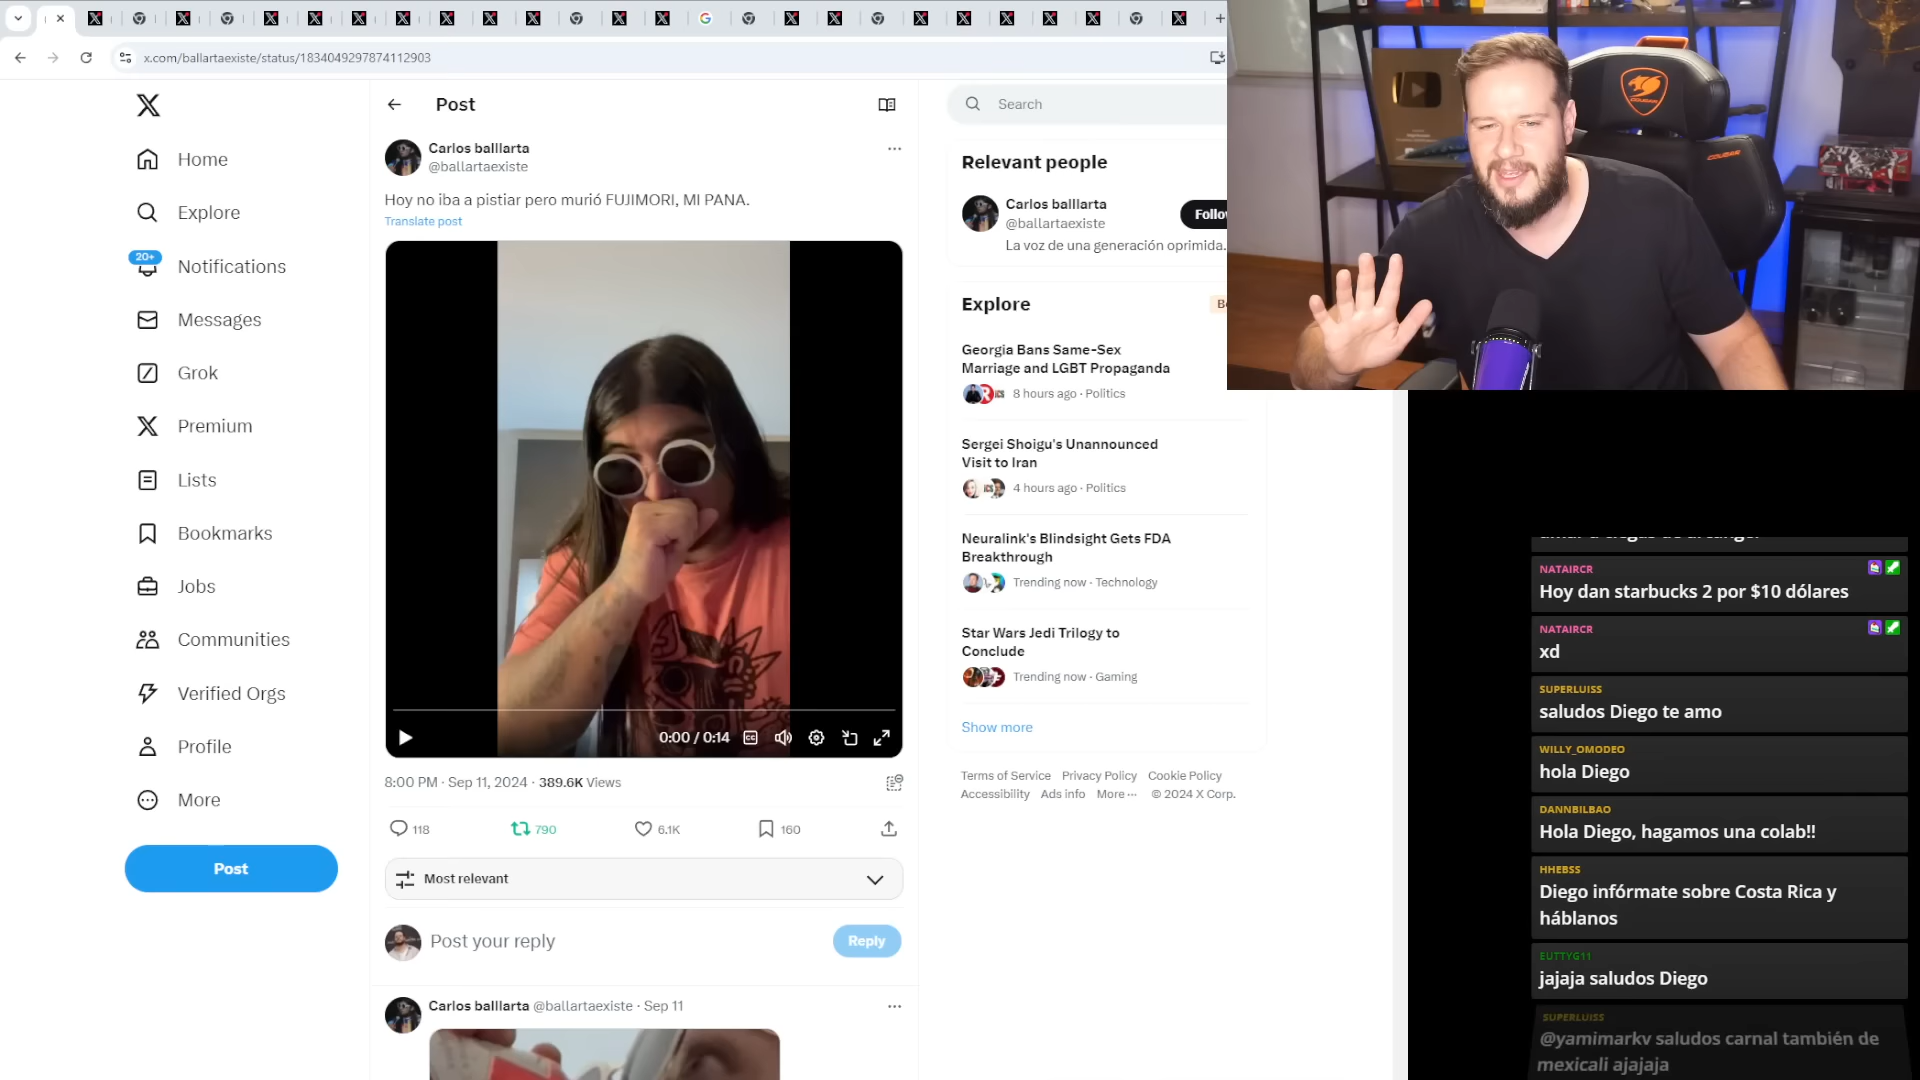 x.com/ballartaexiste/status/1834049297874112903
Post
Search
Home
Explore
20+
Notifications
Messages
Grok
Premium
Lists
Bookmarks
Jobs
Communities
Verified Orgs
Profile
More
Post
Carlos balllarta
@ballartaexiste
Hoy no iba a pistiar pero murió FUJIMORI, MI PANA.
Translate post
0:00 / 0:14
8:00 PM · Sep 11, 2024 · 389.6K Views
118
790
6.1K
160
Most relevant
Post your reply
Reply
Carlos balllarta @ballartaexiste · Sep 11
Relevant people
Carlos balllarta
@ballartaexiste
La voz de una generación oprimida.
Explore
Georgia Bans Same-Sex
Marriage and LGBT Propaganda
8 hours ago · Politics
Sergei Shoigu's Unannounced
Visit to Iran
4 hours ago · Politics
Neuralink's Blindsight Gets FDA
Breakthrough
Trending now · Technology
Star Wars Jedi Trilogy to
Conclude
Trending now · Gaming
Show more
Terms of Service Privacy Policy Cookie Policy
Accessibility Ads info More ··· © 2024 X Corp.
COUGAR
COUGAR
NATAIRCR
Hoy dan starbucks 2 por $10 dólares
NATAIRCR
xd
SUPERLUISS
saludos Diego te amo
WILLY_OMODEO
hola Diego
DANNBILBAO
Hola Diego, hagamos una colab!!
HHEBSS
Diego infórmate sobre Costa Rica y
háblanos
EUTTYG11
jajaja saludos Diego
SUPERLUISS
@yamimarkv saludos carnal también de
mexicali ajajaja